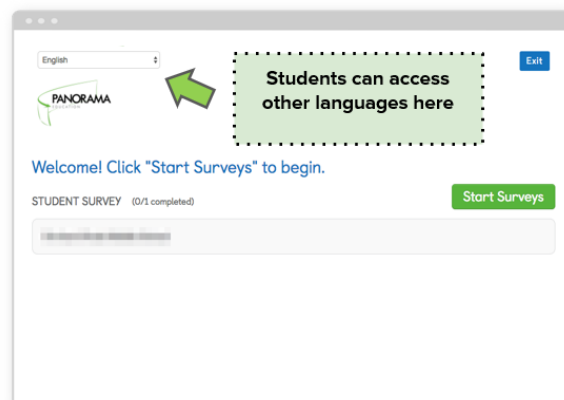 English
Exit
Students can access
other languages here
PANORAMA
Welcome! Click "Start Surveys" to begin.
STUDENT SURVEY (0/1 completed)
Start Surveys